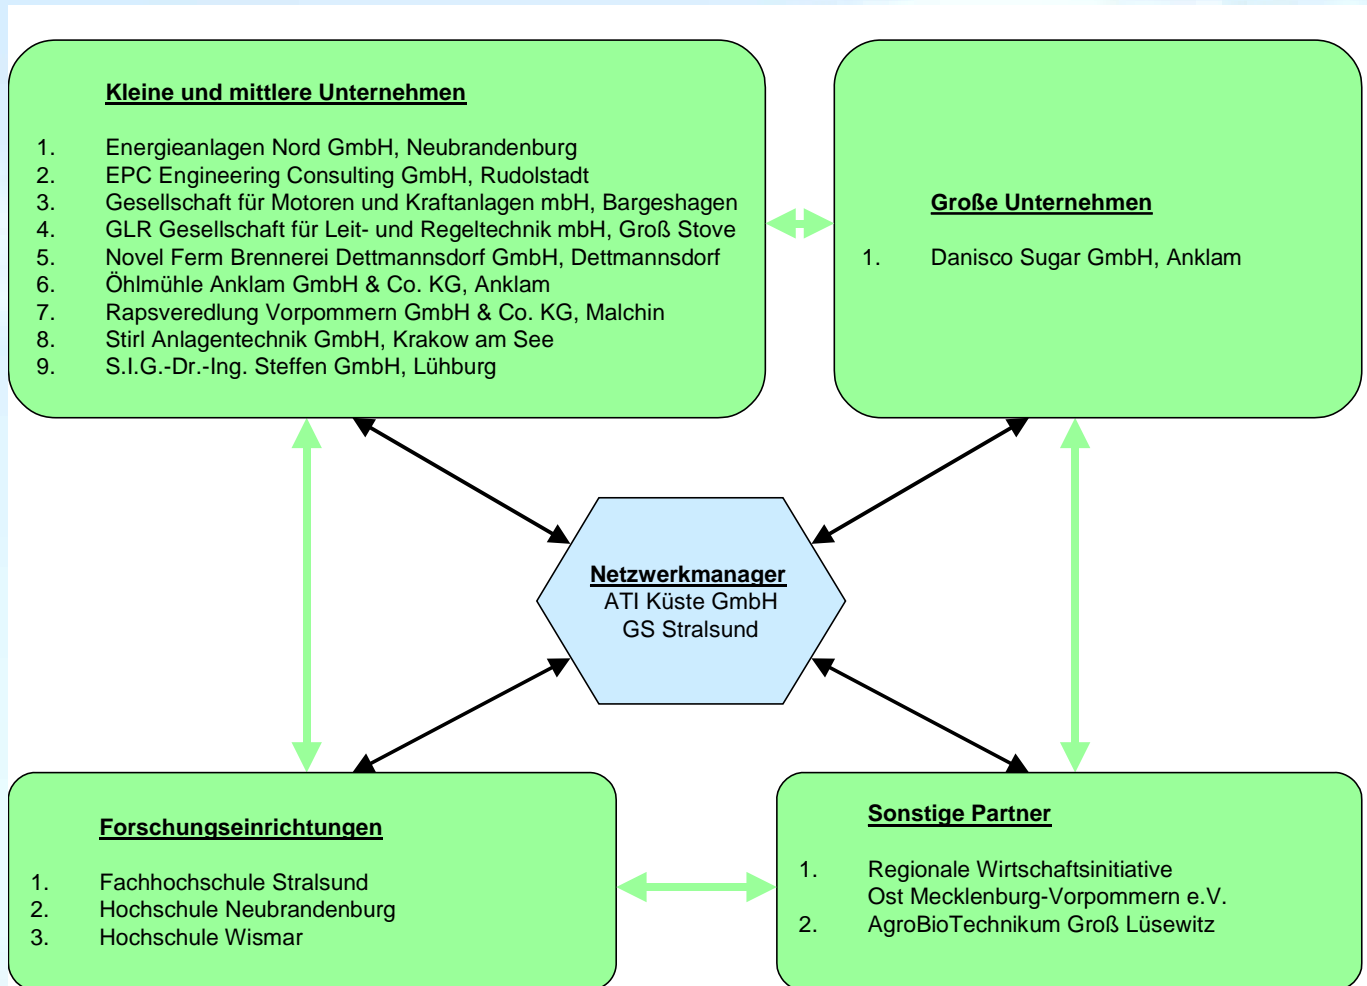 Kleine und mittlere Unternehmen
1. Energieanlagen Nord GmbH, Neubrandenburg
2. EPC Engineering Consulting GmbH, Rudolstadt
3. Gesellschaft für Motoren und Kraftanlagen mbH, Bargeshagen
4. GLR Gesellschaft für Leit- und Regeltechnik mbH, Groß Stove
5. Novel Ferm Brennerei Dettmannsdorf GmbH, Dettmannsdorf
6. Öhlmühle Anklam GmbH & Co. KG, Anklam
7. Rapsveredlung Vorpommern GmbH & Co. KG, Malchin
8. Stirl Anlagentechnik GmbH, Krakow am See
9. S.I.G.-Dr.-Ing. Steffen GmbH, Lühburg
Große Unternehmen
1. Danisco Sugar GmbH, Anklam
Netzwerkmanager
ATI Küste GmbH
GS Stralsund
Forschungseinrichtungen
1. Fachhochschule Stralsund
2. Hochschule Neubrandenburg
3. Hochschule Wismar
Sonstige Partner
1. Regionale Wirtschaftsinitiative
Ost Mecklenburg-Vorpommern e.V.
2. AgroBioTechnikum Groß Lüsewitz